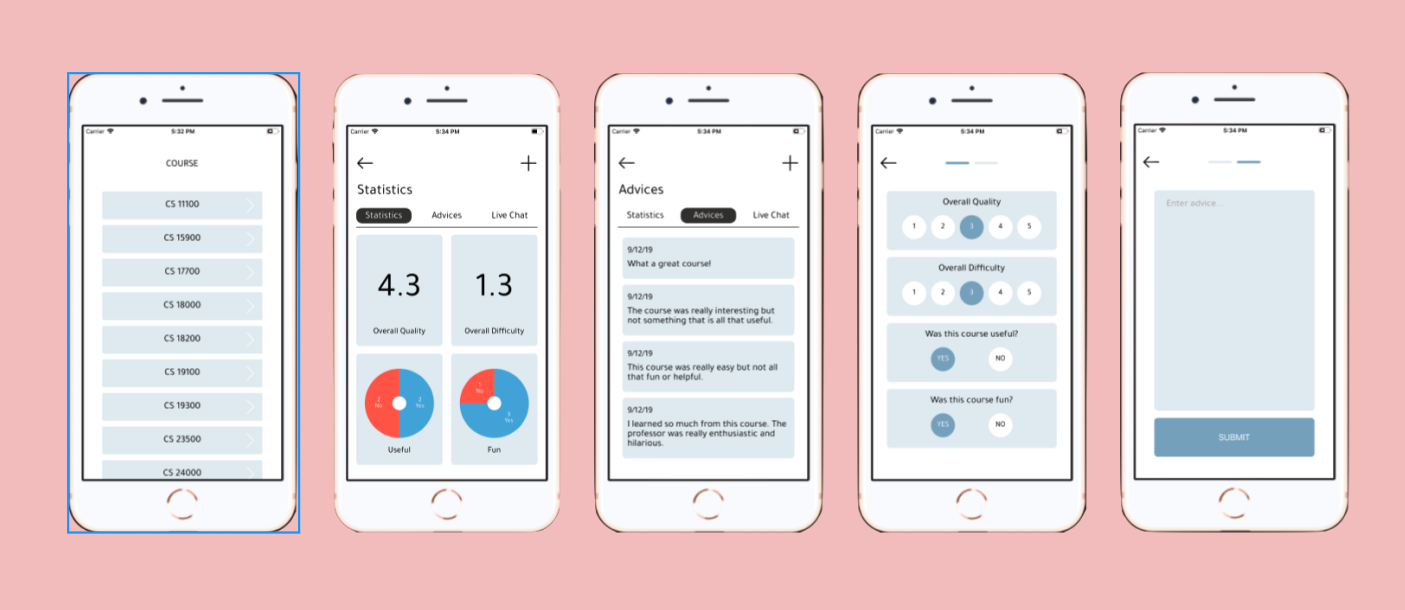 Carrier
5:32 PM
COURSE
CS 11100
CS 15900
CS 17700
CS 18000
CS 18200
CS 19100
CS 19300
CS 23500
CS 24000
Carrier
5:34 PM
Statistics
Statistics Advices Live Chat
4.3
Overall Quality
1.3
Overall Difficulty
2
No
2
Yes
Useful
1
No
3
Yes
Fun
Carrier
5:34 PM
Advices
Statistics Advices Live Chat
9/12/19
What a great course!
9/12/19
The course was really interesting but
not something that is all that useful.
9/12/19
This course was really easy but not all
that fun or helpful.
9/12/19
I learned so much from this course. The
professor was really enthusiastic and
hilarious.
Carrier
5:34 PM
Overall Quality
1 2 3 4 5
Overall Difficulty
1 2 3 4 5
Was this course useful?
YES NO
Was this course fun?
YES NO
Carrier
5:34 PM
Enter advice...
SUBMIT